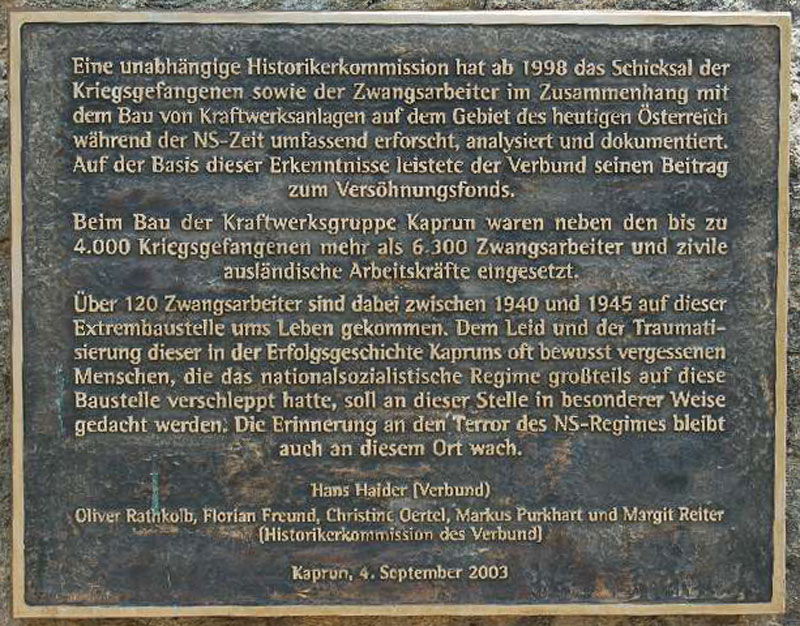 Eine unabhängige Historikerkommission hat ab 1998 das Schicksal der
Kriegsgefangenen sowie der Zwangsarbeiter im Zusammenhang mit
dem Bau von Kraftwerksanlagen auf dem Gebiet des heutigen Österreich
während der NS-Zeit umfassend erforscht, analysiert und dokumentiert.
Auf der Basis dieser Erkenntnisse leistete der Verbund seinen Beitrag
zum Versöhnungsfonds.
Beim Bau der Kraftwerksgruppe Kaprun waren neben den bis zu
4.000 Kriegsgefangenen mehr als 6.300 Zwangsarbeiter und zivile
ausländische Arbeitskräfte eingesetzt.
Über 120 Zwangsarbeiter sind dabei zwischen 1940 und 1945 auf dieser
Extrembaustelle ums Leben gekommen. Dem Leid und der Traumati-
sierung dieser in der Erfolgsgeschichte Kapruns oft bewusst vergessenen
Menschen, die das nationalsozialistische Regime großteils auf diese
Baustelle verschleppt hatte, soll an dieser Stelle in besonderer Weise
gedacht werden. Die Erinnerung an den Terror des NS-Regimes bleibt
auch an diesem Ort wach.
Hans Haider (Verbund)
Oliver Rathkolb, Florian Freund, Christine Oertel, Markus Purkhart und Margit Reiter
(Historikerkommission des Verbund)
Kaprun, 4. September 2003